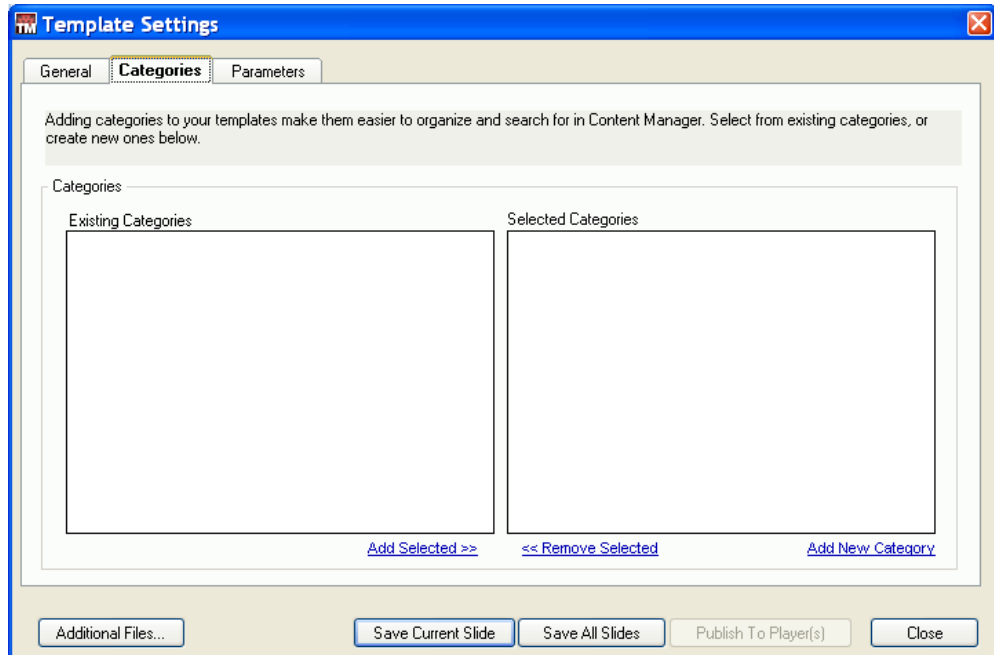 TM Template Settings
General Categories Parameters
Adding categories to your templates make them easier to organize and search for in Content Manager. Select from existing categories, or
create new ones below.
Categories
Existing Categories Selected Categories
Add Selected >> << Remove Selected Add New Category
Additional Files... Save Current Slide Save All Slides Publish To Player(s) Close